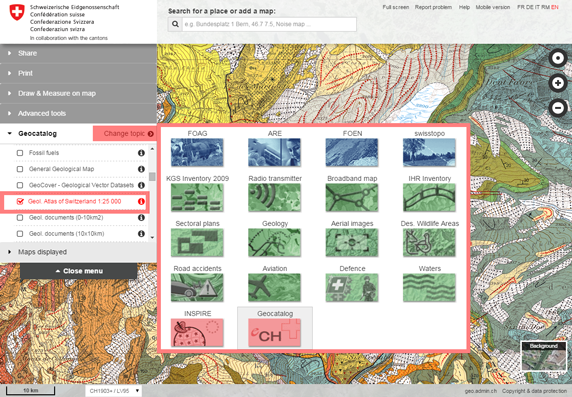 Schweizerische Eidgenossenschaft
Confédération suisse
Confederazione Svizzera
Confederaziun svizra
In collaboration with the cantons
Search for a place or add a map:
e.g. Bundesplatz 1 Bern, 46.7 7.5, Noise map ...
Full screen Report problem Help Mobile version FR DE IT RM EN
Share
Print
Draw & Measure on map
Advanced tools
Geocatalog Change topic
Fossil fuels
General Geological Map
GeoCover - Geological Vector Datasets
Geol. Atlas of Switzerland 1:25 000
Geol. documents (0-10km2)
Geol. documents (10x10km)
Maps displayed
Close menu
FOAG ARE FOEN swisstopo
KGS Inventory 2009 Radio transmitter Broadband map IHR Inventory
Sectoral plans Geology Aerial images Des. Wildlife Areas
Road accidents Aviation Defence Waters
INSPIRE Geocatalog
eCH
Background
10 km CH1903+ / LV95
geo.admin.ch Copyright & data protection